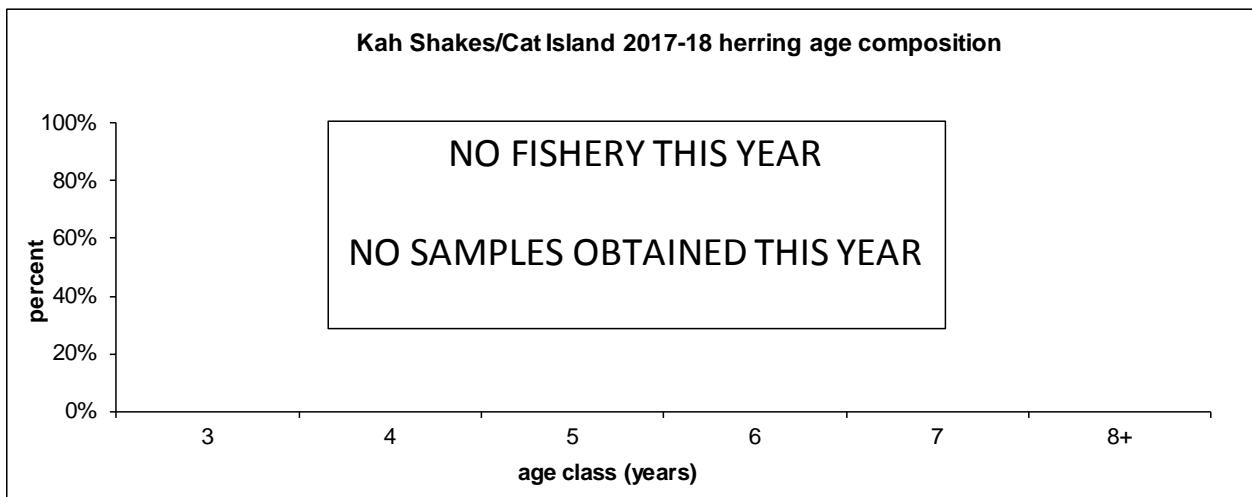 Kah Shakes/Cat Island 2017-18 herring age composition
100%
80%
60%
40%
20%
0%
percent
NO FISHERY THIS YEAR
NO SAMPLES OBTAINED THIS YEAR
3 4 5 6 7 8+
age class (years)